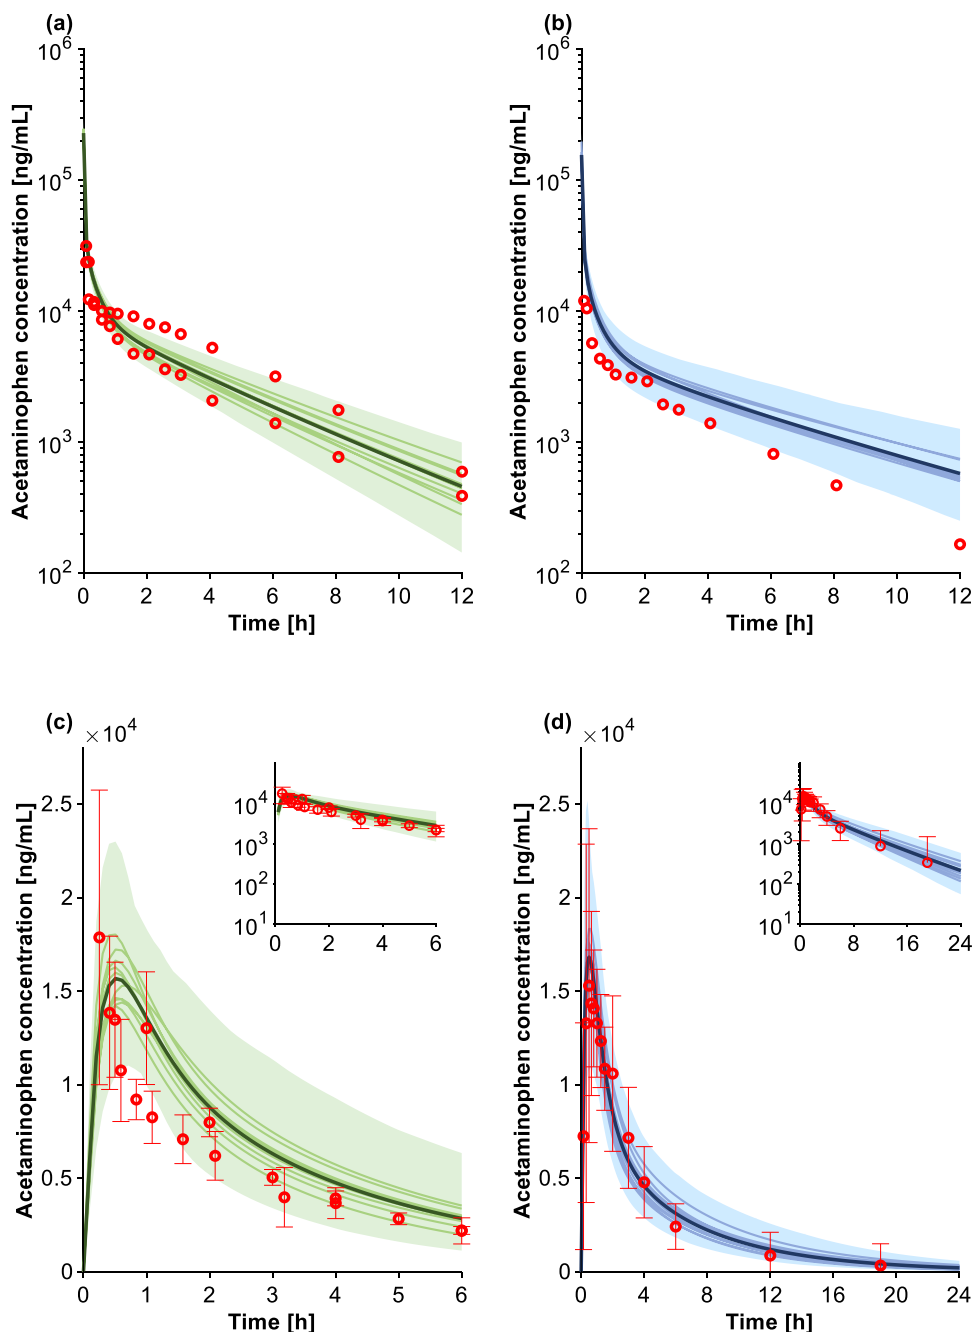 (a)
Acetaminophen concentration [ng/mL]
10^6
10^5
10^4
10^3
10^2
0 2 4 6 8 10 12
Time [h]
(b)
Acetaminophen concentration [ng/mL]
10^6
10^5
10^4
10^3
10^2
0 2 4 6 8 10 12
Time [h]
(c)
×10^4
Acetaminophen concentration [ng/mL]
2.5
2
1.5
1
0.5
0
0 1 2 3 4 5 6
Time [h]
10^4
10^3
10^2
10^1
0 2 4 6
(d)
×10^4
Acetaminophen concentration [ng/mL]
2.5
2
1.5
1
0.5
0
0 4 8 12 16 20 24
Time [h]
10^4
10^3
10^2
10^1
0 8 16 24